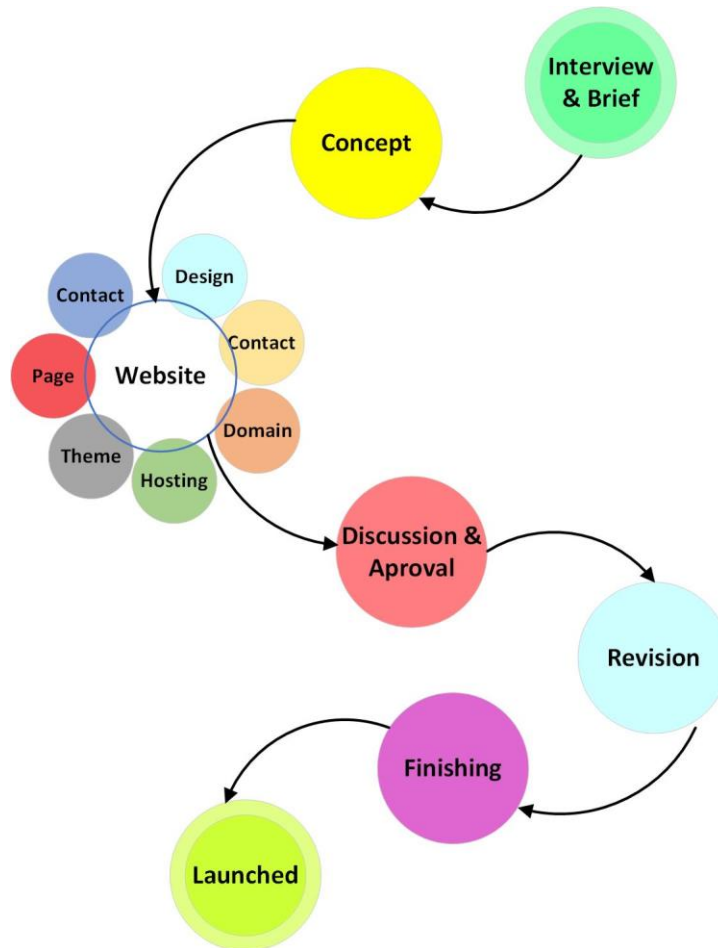 Interview
& Brief
Concept
Design
Contact
Contact
Page
Website
Theme
Domain
Hosting
Discussion &
Aproval
Revision
Finishing
Launched